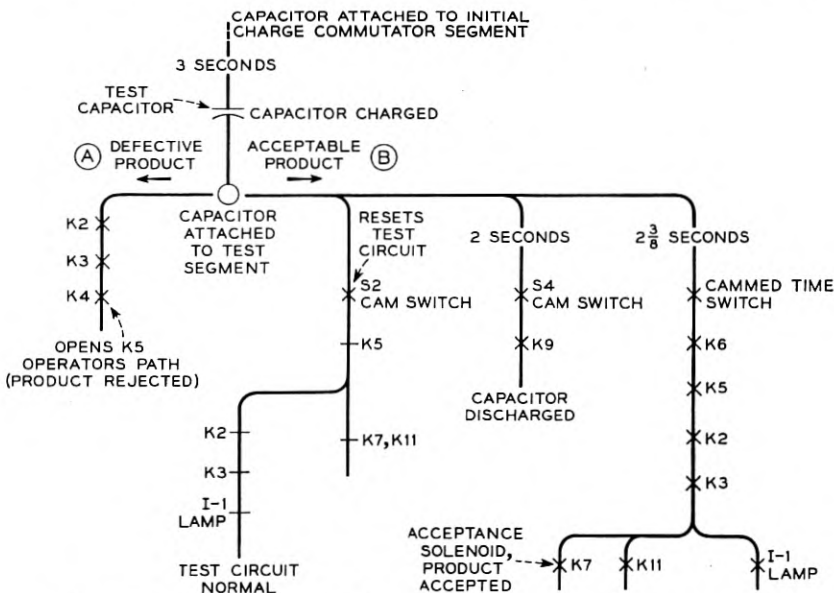 CAPACITOR ATTACHED TO INITIAL
CHARGE COMMUTATOR SEGMENT
3 SECONDS
TEST
CAPACITOR
CAPACITOR CHARGED
A
DEFECTIVE
PRODUCT
ACCEPTABLE
PRODUCT
B
CAPACITOR
ATTACHED
TO TEST
SEGMENT
K2
K3
K4
OPENS K5
OPERATORS PATH
(PRODUCT REJECTED)
RESETS
TEST
CIRCUIT
S2
CAM SWITCH
K5
K7, K11
K2
K3
I-1
LAMP
TEST CIRCUIT
NORMAL
2 SECONDS
S4
CAM SWITCH
K9
CAPACITOR
DISCHARGED
2 3/8 SECONDS
CAMMED TIME
SWITCH
K6
K5
K2
K3
ACCEPTANCE
SOLENOID,
PRODUCT
ACCEPTED
K7
K11
I-1
LAMP